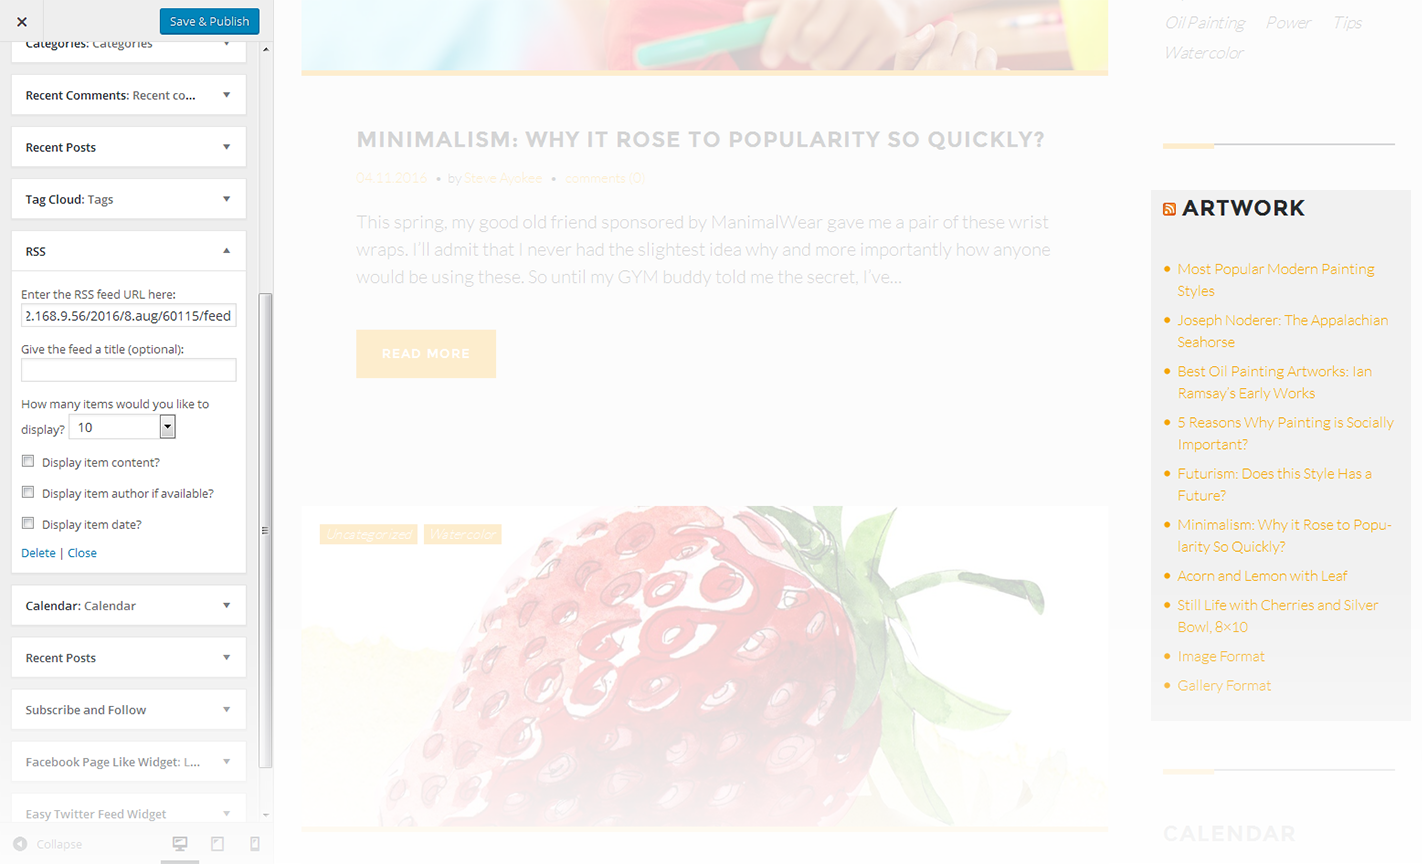 Save & Publish
Categories: Categories
Recent Comments: Recent co...
Recent Posts
Tag Cloud: Tags
RSS
Enter the RSS feed URL here:
2.168.9.56/2016/8.aug/60115/feed
Give the feed a title (optional):
How many items would you like to
display? 10
Display item content?
Display item author if available?
Display item date?
Delete | Close
Calendar: Calendar
Recent Posts
Subscribe and Follow
Facebook Page Like Widget: L...
Easy Twitter Feed Widget
Collapse
MINIMALISM: WHY IT ROSE TO POPULARITY SO QUICKLY?
04.11.2016 • by Steve Ayokee • comments (0)
This spring, my good old friend sponsored by ManimalWear gave me a pair of these wrist
wraps. I'll admit that I never had the slightest idea why and more importantly how anyone
would be using these. So until my GYM buddy told me the secret, I've...
READ MORE
Uncategorized Watercolor
Oil Painting Power Tips
Watercolor
ARTWORK
Most Popular Modern Painting
Styles
Joseph Noderer: The Appalachian
Seahorse
Best Oil Painting Artworks: Ian
Ramsay's Early Works
5 Reasons Why Painting is Socially
Important?
Futurism: Does this Style Has a
Future?
Minimalism: Why it Rose to Popu-
larity So Quickly?
Acorn and Lemon with Leaf
Still Life with Cherries and Silver
Bowl, 8×10
Image Format
Gallery Format
CALENDAR